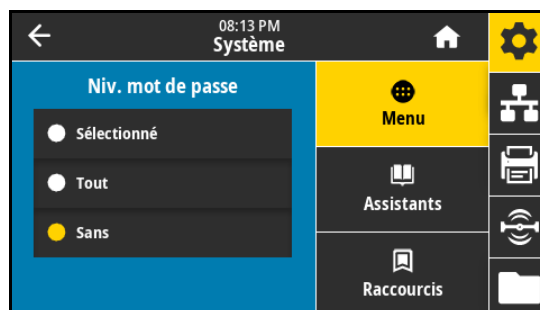 08:13 PM
Système
Niv. mot de passe
Sélectionné
Tout
Sans
Menu
Assistants
Raccourcis